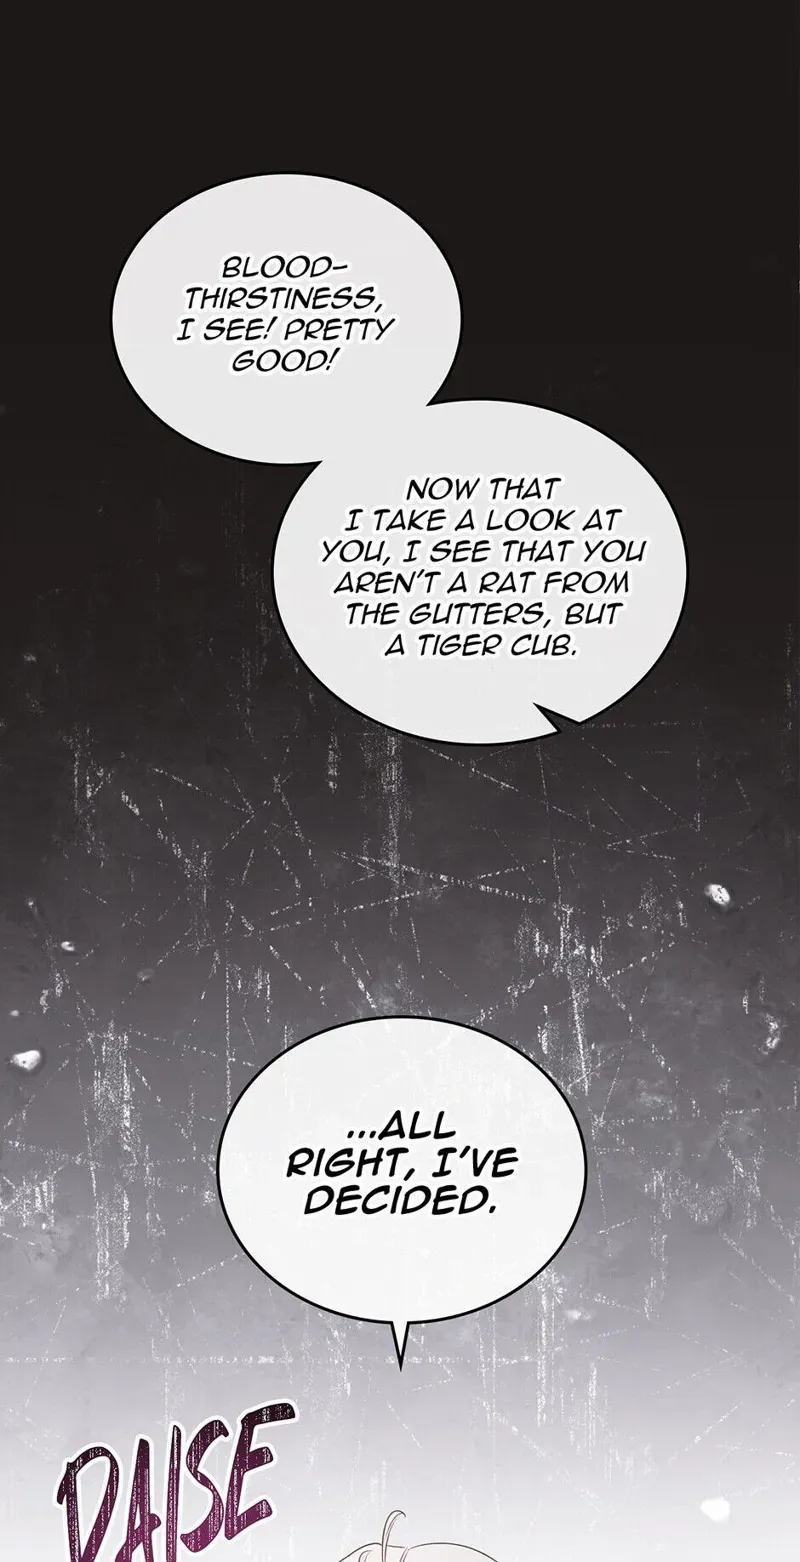 BLOOD-
THIRSTINESS,
I SEE! PRETTY
GOOD!
NOW THAT
I TAKE A LOOK AT
YOU, I SEE THAT YOU
AREN'T A RAT FROM
THE GUTTERS, BUT
A TIGER CUB.
...ALL
RIGHT, I'VE
DECIDED.
RAISE